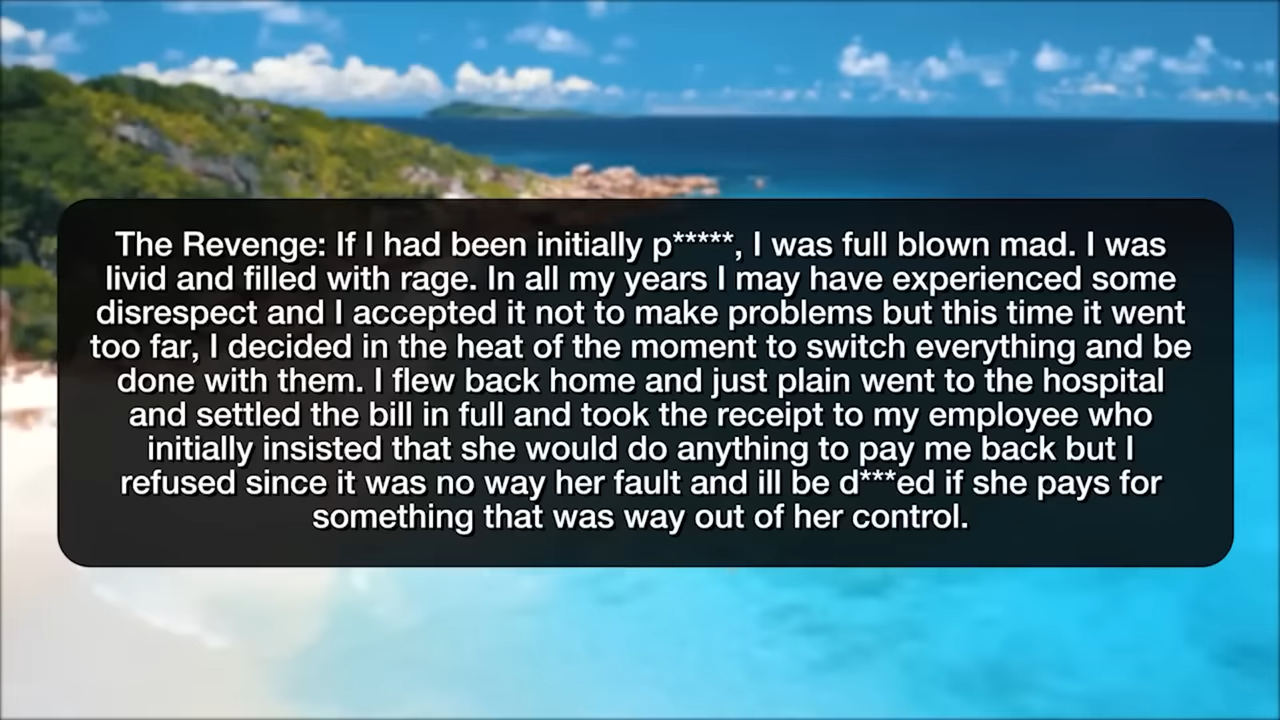 The Revenge: If I had been initially p*****, I was full blown mad. I was
livid and filled with rage. In all my years I may have experienced some
disrespect and I accepted it not to make problems but this time it went
too far, I decided in the heat of the moment to switch everything and be
done with them. I flew back home and just plain went to the hospital
and settled the bill in full and took the receipt to my employee who
initially insisted that she would do anything to pay me back but I
refused since it was no way her fault and ill be d***ed if she pays for
something that was way out of her control.